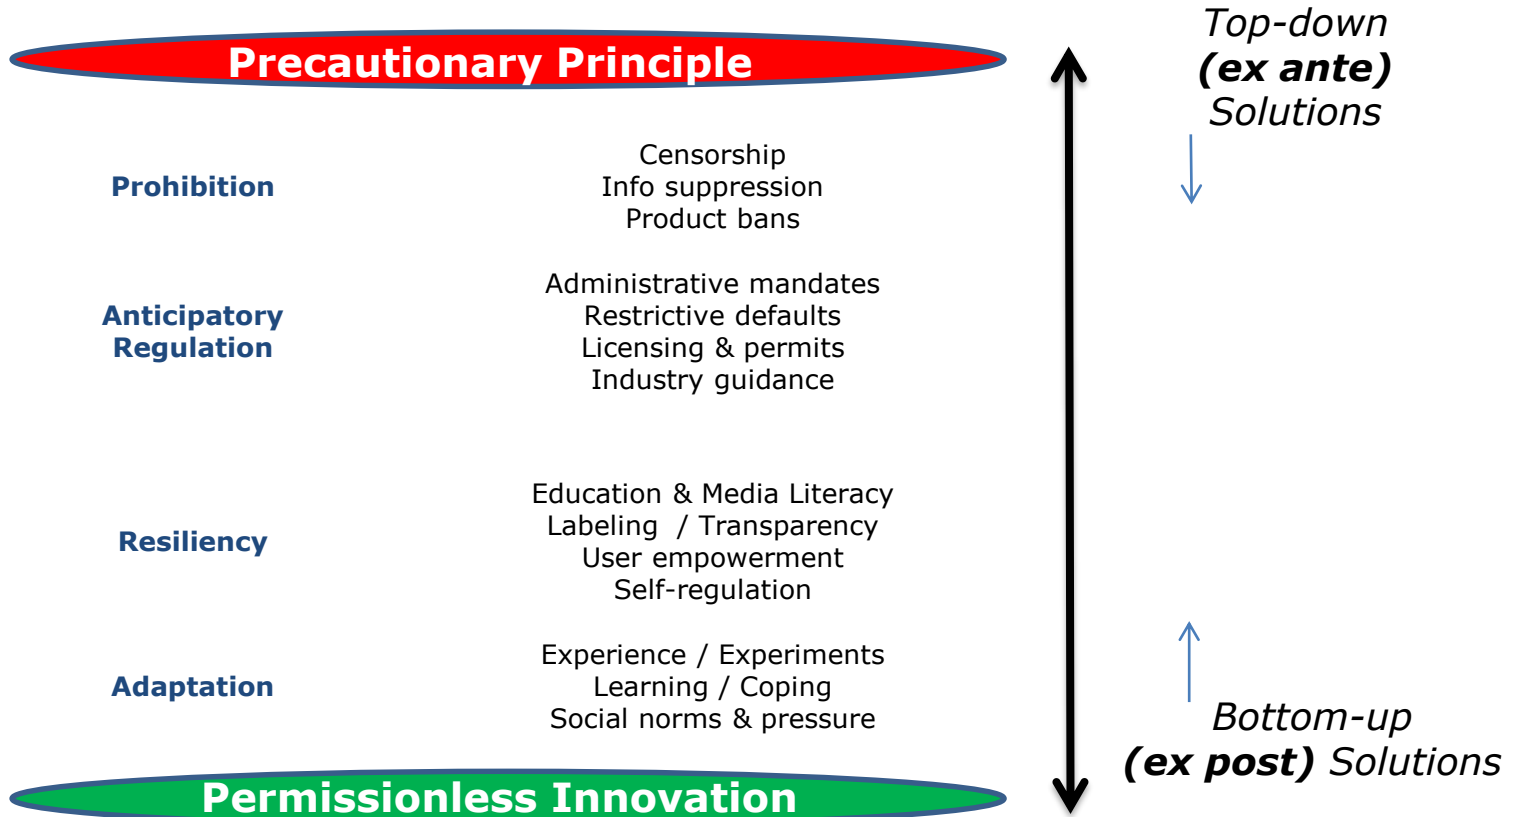 Precautionary Principle
Top-down
(ex ante)
Solutions
Prohibition
Censorship
Info suppression
Product bans
Anticipatory
Regulation
Administrative mandates
Restrictive defaults
Licensing & permits
Industry guidance
Resiliency
Education & Media Literacy
Labeling / Transparency
User empowerment
Self-regulation
Adaptation
Experience / Experiments
Learning / Coping
Social norms & pressure
Bottom-up
(ex post) Solutions
Permissionless Innovation